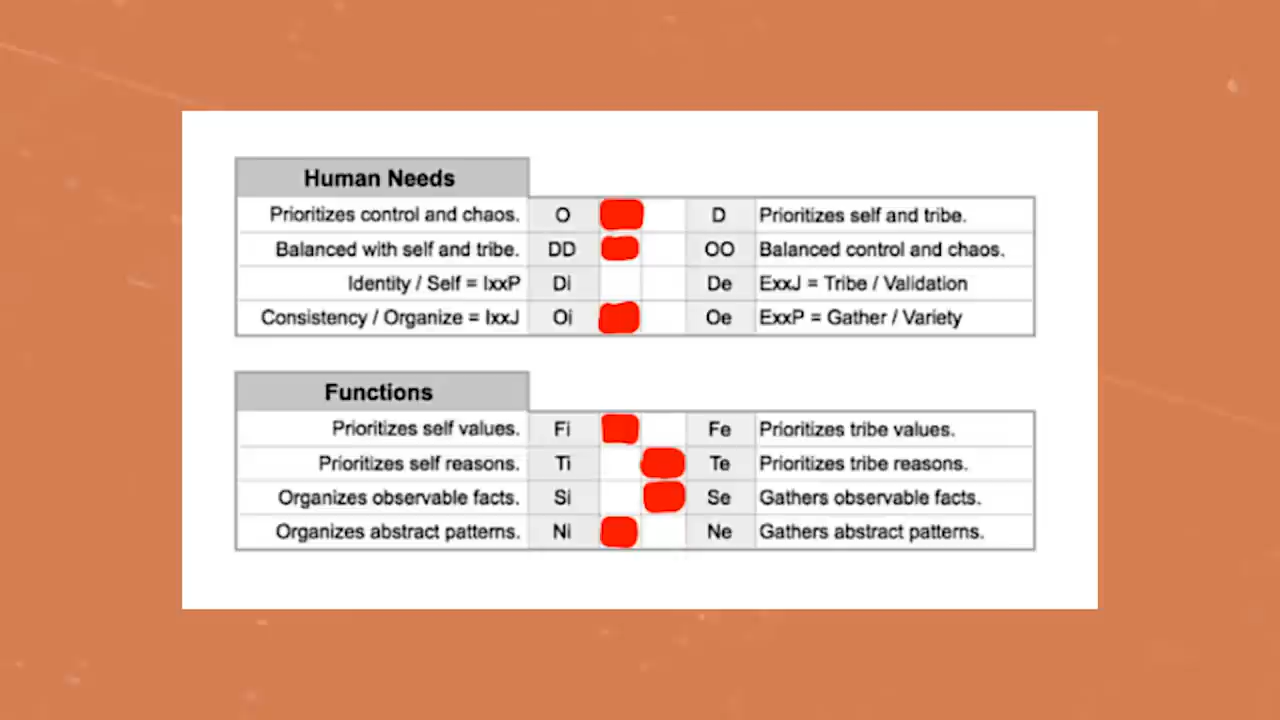 Human Needs
Prioritizes control and chaos. O D Prioritizes self and tribe.
Balanced with self and tribe. DD OO Balanced control and chaos.
Identity / Self = IxxP Di De ExxJ = Tribe / Validation
Consistency / Organize = IxxJ Oi Oe ExxP = Gather / Variety
Functions
Prioritizes self values. Fi Fe Prioritizes tribe values.
Prioritizes self reasons. Ti Te Prioritizes tribe reasons.
Organizes observable facts. Si Se Gathers observable facts.
Organizes abstract patterns. Ni Ne Gathers abstract patterns.